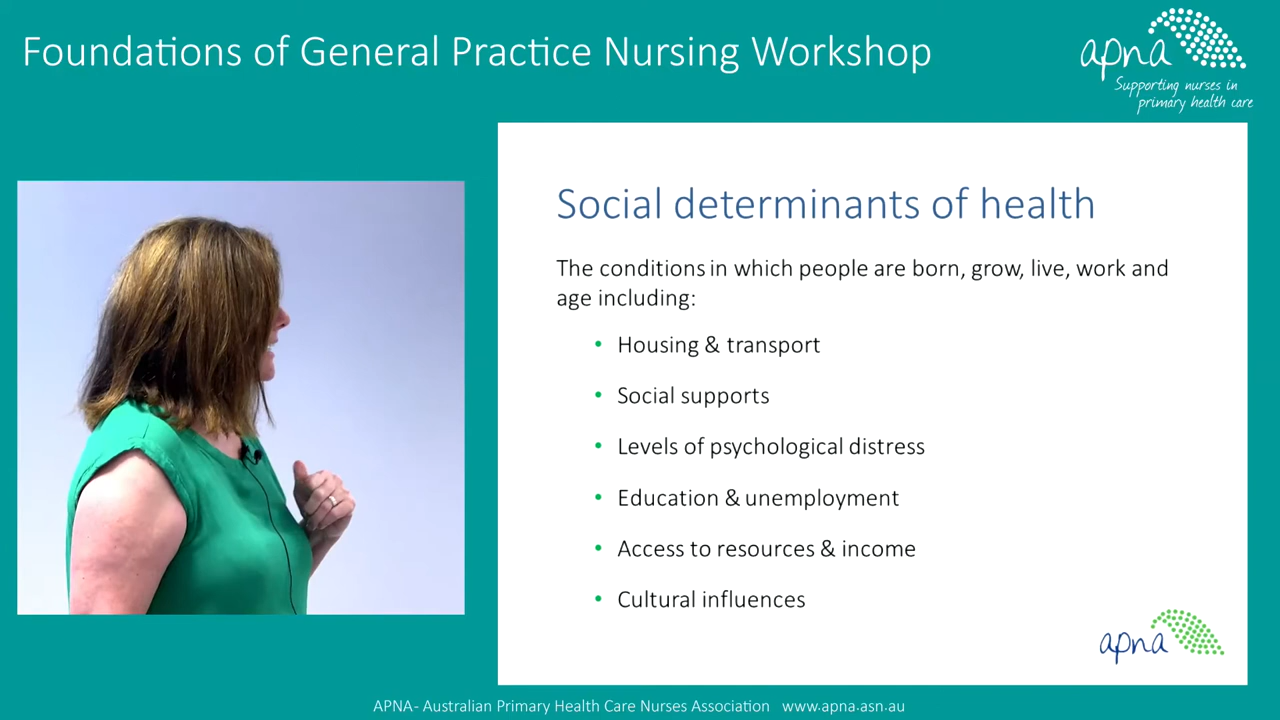 Foundations of General Practice Nursing Workshop
apna
Supporting nurses in
primary health care
Social determinants of health
The conditions in which people are born, grow, live, work and
age including:
• Housing & transport
• Social supports
• Levels of psychological distress
• Education & unemployment
• Access to resources & income
• Cultural influences
apna
APNA- Australian Primary Health Care Nurses Association www.apna.asn.au